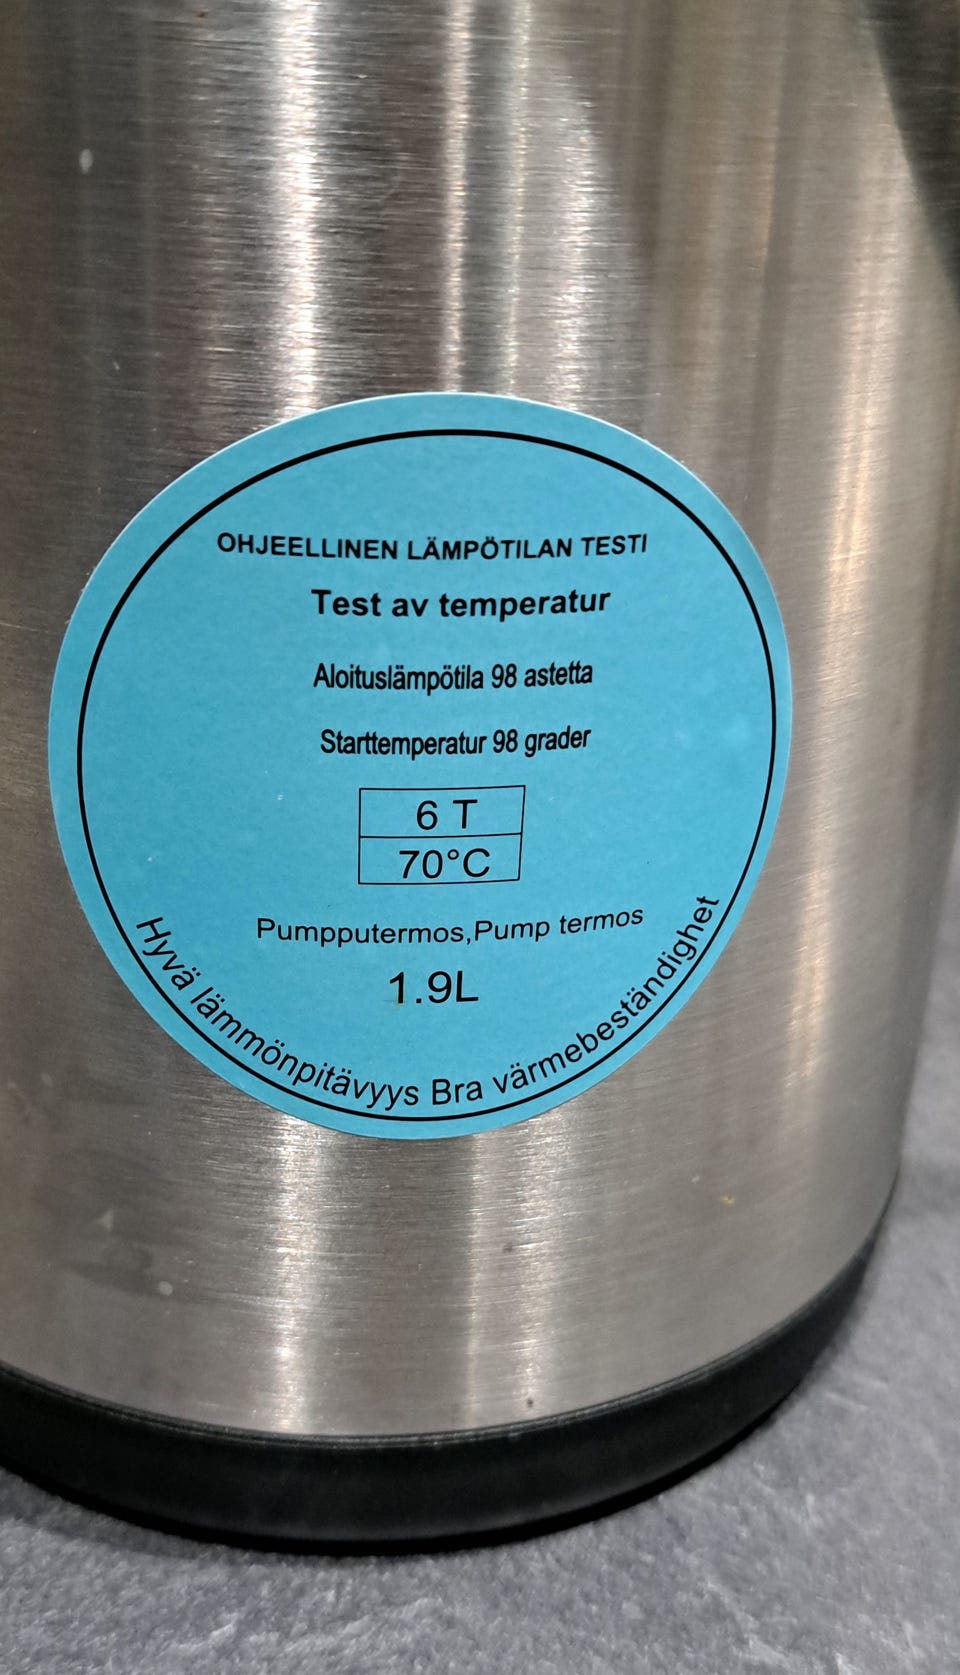 OHJEELLINEN LÄMPÖTILAN TESTI
Test av temperatur
Aloituslämpötila 98 astetta
Starttemperatur 98 grader
6 T
70°C
Pumpputermos,Pump termos
1.9L
Hyvä lämmönpitävyys Bra värmebeständighet